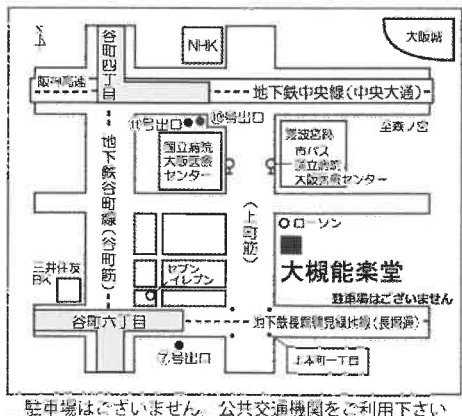 NHK
大阪城
谷町四丁目
阪神高速
地下鉄中央線(中央大通)
⑪号出口
⑩号出口
至森ノ宮
国立病院
大阪医療
センター
難波宮跡
市バス
国立病院
大阪医療センター
地下鉄谷町線(谷町筋)
(上町筋)
ローソン
大槻能楽堂
駐車場はございません
セブン
イレブン
三井住友
BK
谷町六丁目
地下鉄長堀鶴見緑地線(長堀通)
⑦号出口
上本町一丁目
駐車場はございません 公共交通機関をご利用下さい